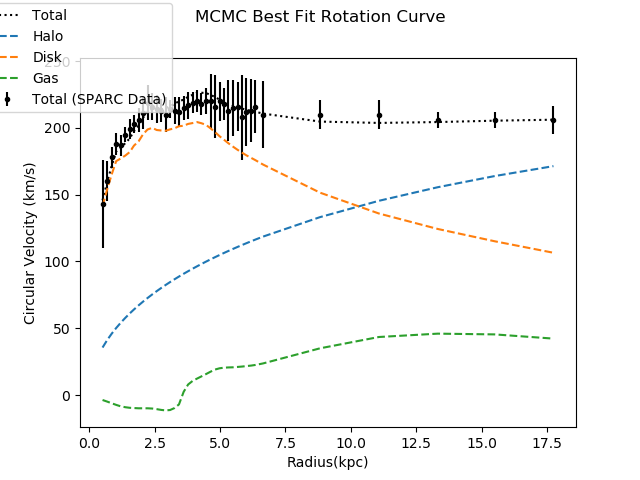 MCMC Best Fit Rotation Curve
Total
Halo
Disk
Gas
Total (SPARC Data)
Circular Velocity (km/s)
250
200
150
100
50
0
0.0 2.5 5.0 7.5 10.0 12.5 15.0 17.5
Radius(kpc)